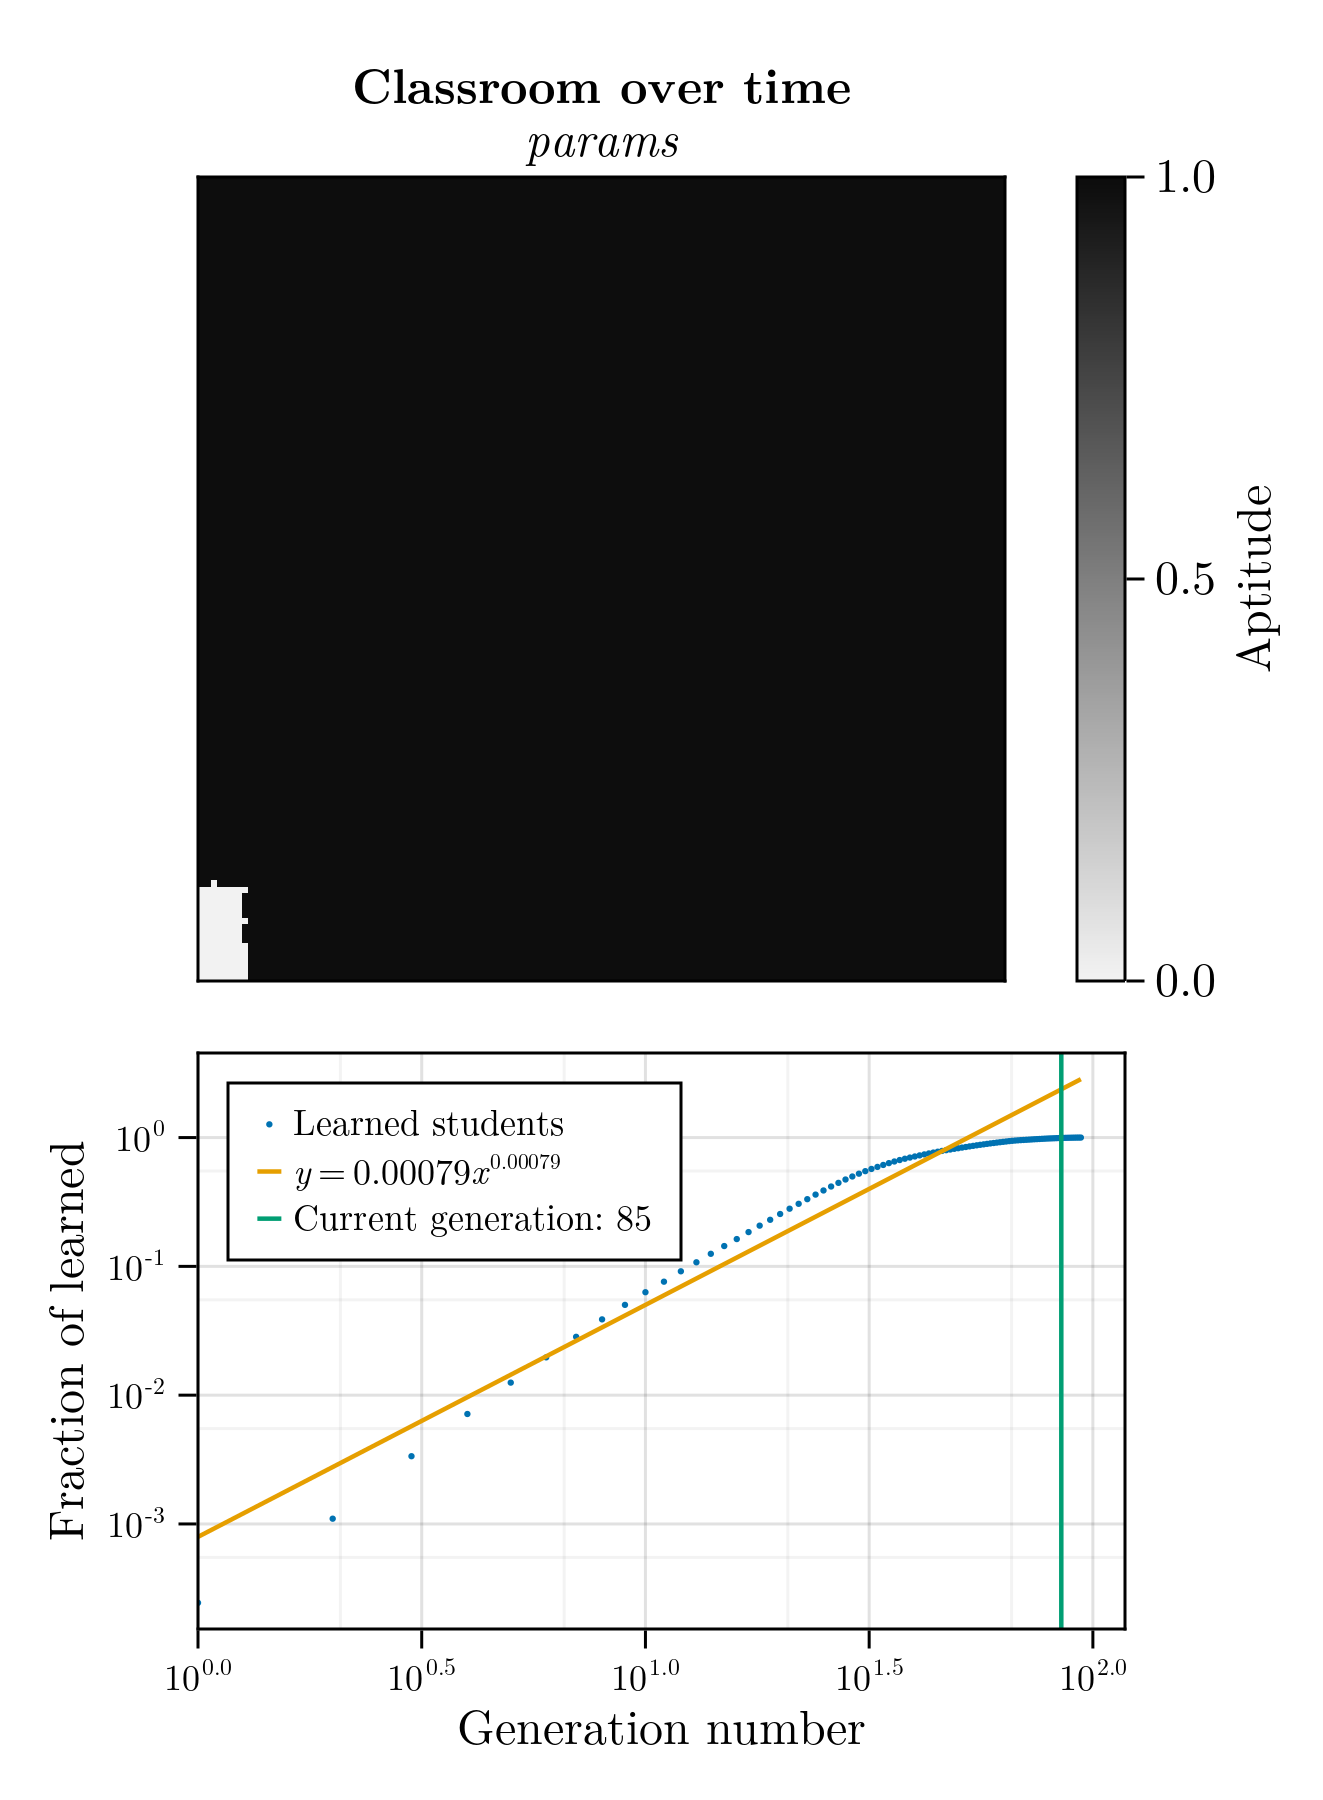 Classroom over time
params
1.0
0.5
0.0
Aptitude
Learned students
y = 0.00079x^0.00079
Current generation: 85
10^0
10^-1
10^-2
10^-3
Fraction of learned
10^0.0 10^0.5 10^1.0 10^1.5 10^2.0
Generation number